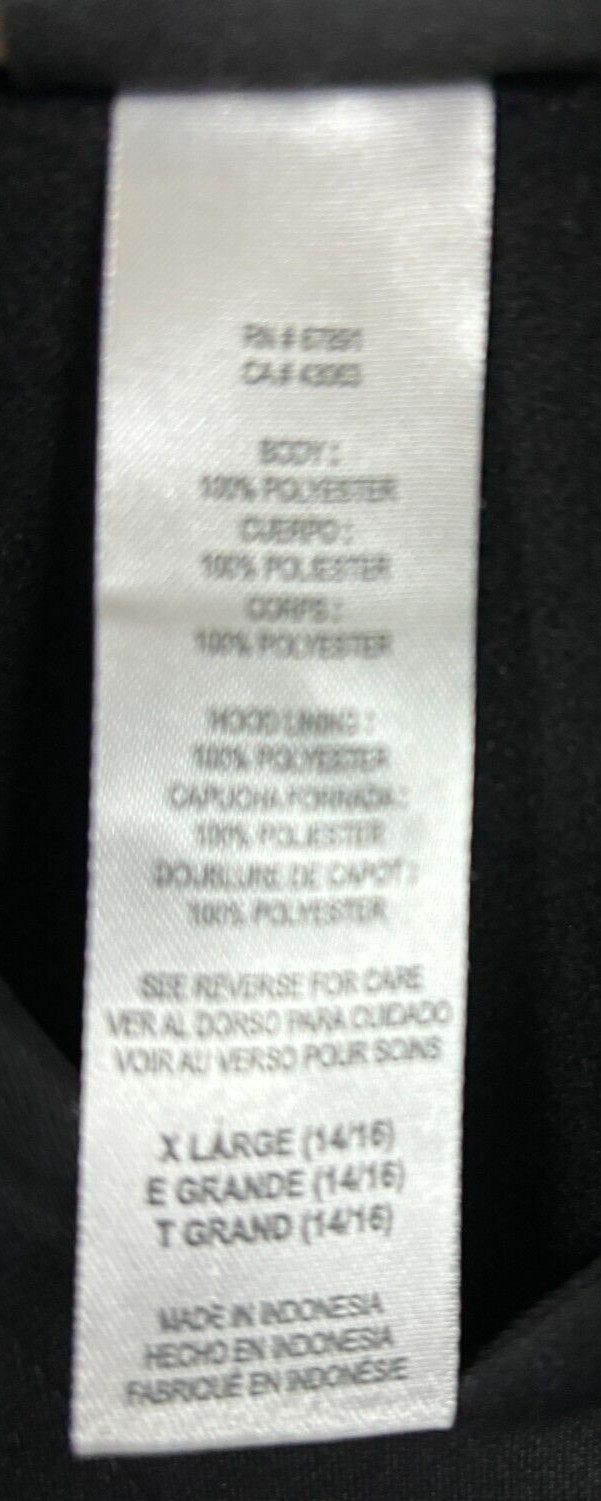 RN # 67891
CA # 43063
BODY :
100% POLYESTER
CUERPO :
100% POLIESTER
CORPS :
100% POLYESTER
HOOD LINING :
100% POLYESTER
CAPUCHA FORRADA :
100% POLIESTER
DOUBLURE DE CAPOT :
100% POLYESTER
SEE REVERSE FOR CARE
VER AL DORSO PARA CUIDADO
VOIR AU VERSO POUR SOINS
X LARGE (14/16)
E GRANDE (14/16)
T GRAND (14/16)
MADE IN INDONESIA
HECHO EN INDONESIA
FABRIQUÉ EN INDONÉSIE